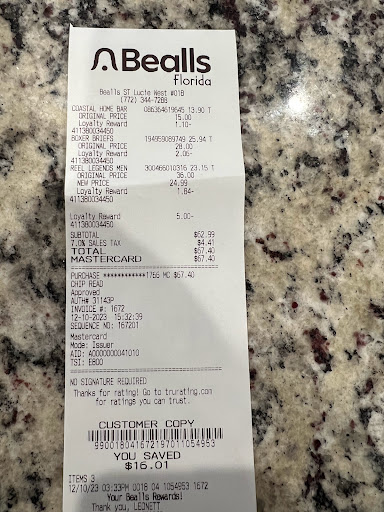 Bealls
florida
Bealls ST Lucie West #018
(772) 344-7288
COASTAL HOME BAR 086364619645 13.90 T
ORIGINAL PRICE 15.00
Loyalty Reward 1.10-
411380034450
BOXER BRIEFS 194959089749 25.94 T
ORIGINAL PRICE 28.00
Loyalty Reward 2.06-
411380034450
REEL LEGENDS MEN 300466010316 23.15 T
ORIGINAL PRICE 36.00
NEW PRICE 24.99
Loyalty Reward 1.84-
411380034450
Loyalty Reward 5.00-
411380034450
SUBTOTAL $62.99
7.0% SALES TAX $4.41
TOTAL $67.40
MASTERCARD $67.40
PURCHASE ************1756 MC $67.40
CHIP READ
Approved
AUTH# 31143P
INVOICE #: 1672
12-10-2023 15:32:39
SEQUENCE NO: 167201
Mastercard
Mode: Issuer
AID: A0000000041010
TSI: E800
NO SIGNATURE REQUIRED
Thanks for rating! Go to trurating.com
for ratings you can trust.
CUSTOMER COPY
990018041672197011054953
YOU SAVED
$16.01
ITEMS 3
12/10/23 03:33PM 0018 04 1054953 1672
Your Bealls Rewards!
Thank you, LEONETT